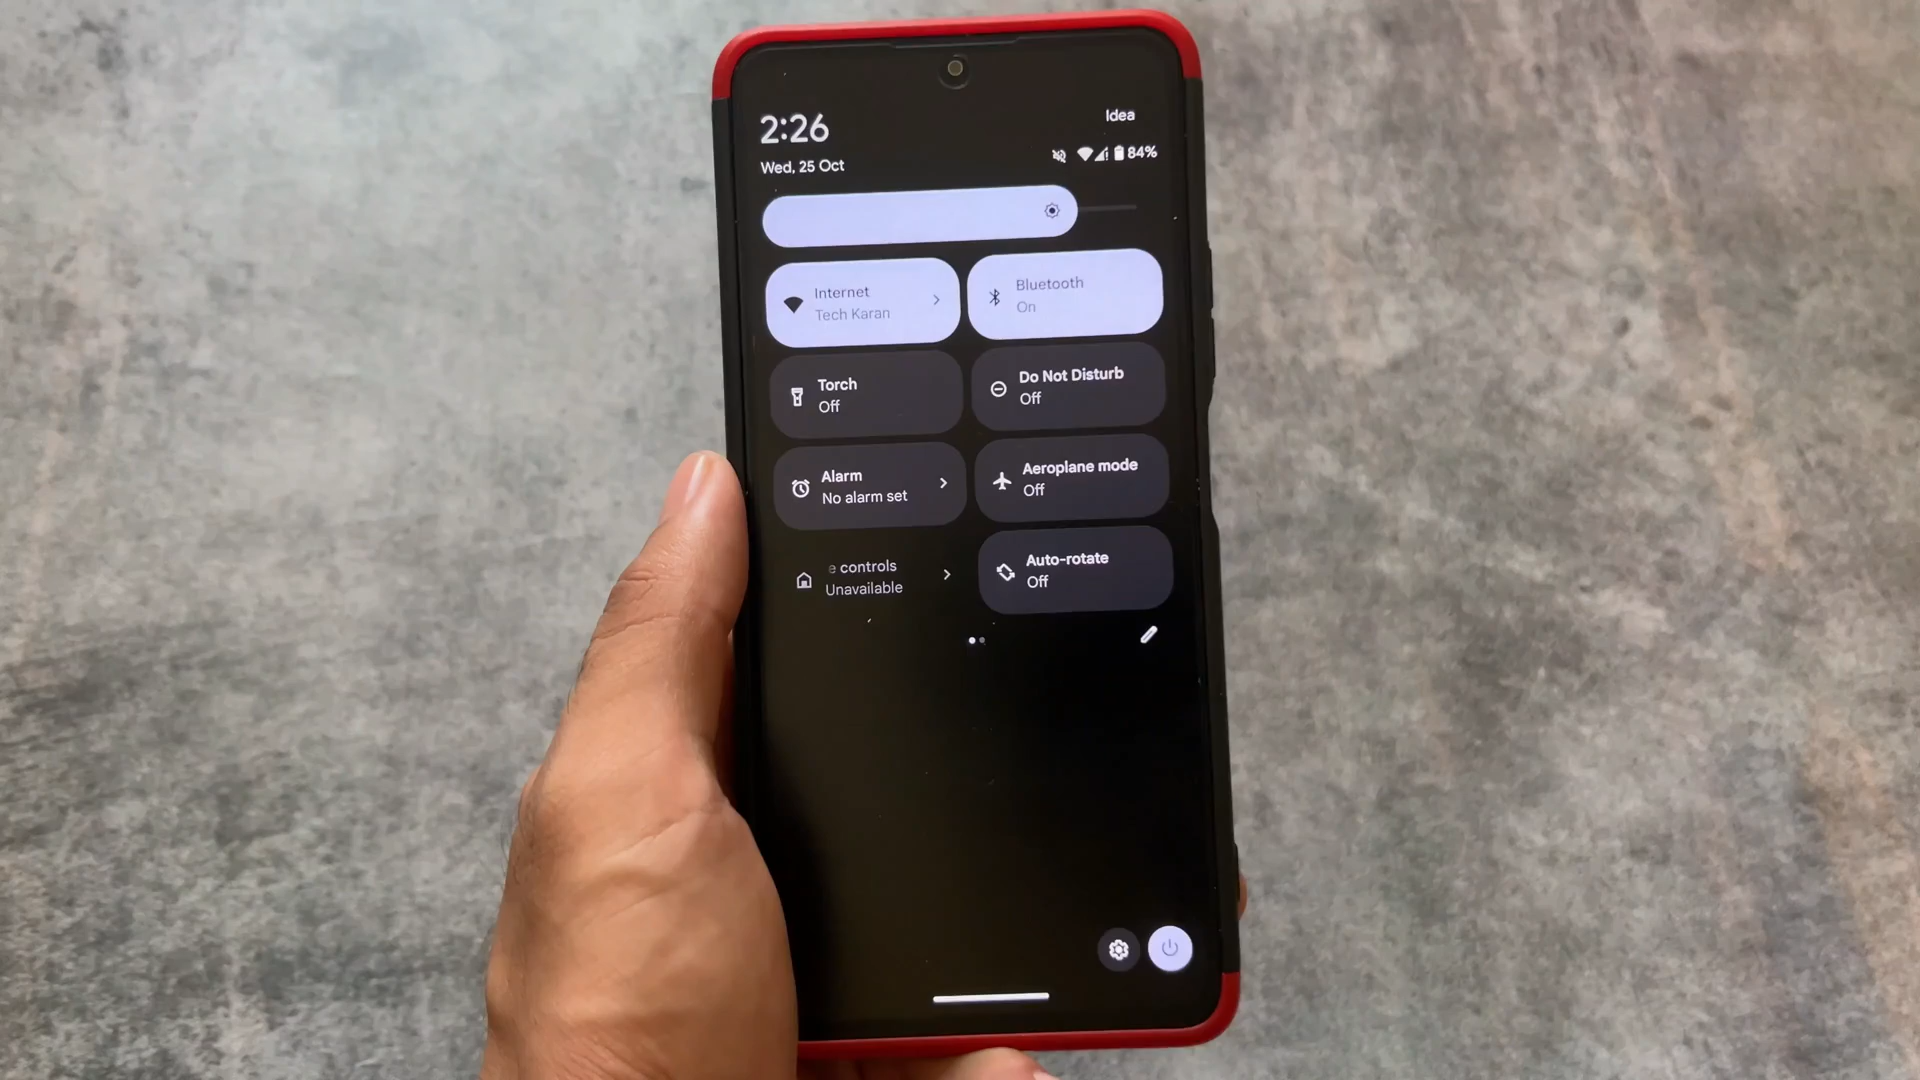 2:26
Idea
Wed, 25 Oct
84%
Internet
Tech Karan
Bluetooth
On
Torch
Off
Do Not Disturb
Off
Alarm
No alarm set
Aeroplane mode
Off
e controls
Unavailable
Auto-rotate
Off